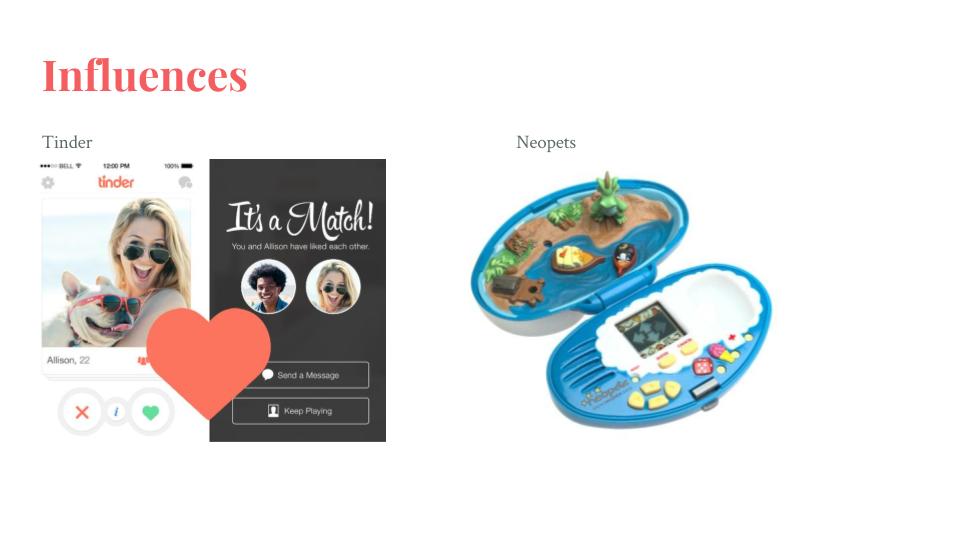 Influences
Tinder
Neopets
BELL 12:00 PM 100%
tinder
It's a Match!
You and Allison have liked each other.
Allison, 22
i
Send a Message
Keep Playing
neopets